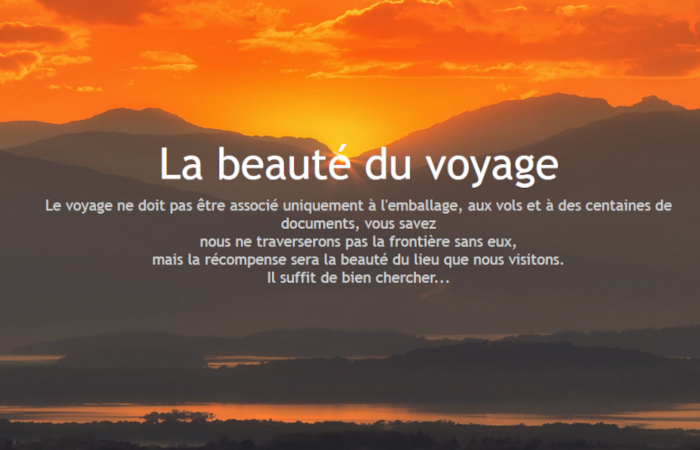 La beauté du voyage
Le voyage ne doit pas être associé uniquement à l'emballage, aux vols et à des centaines de
documents, vous savez
nous ne traverserons pas la frontière sans eux,
mais la récompense sera la beauté du lieu que nous visitons.
Il suffit de bien chercher...